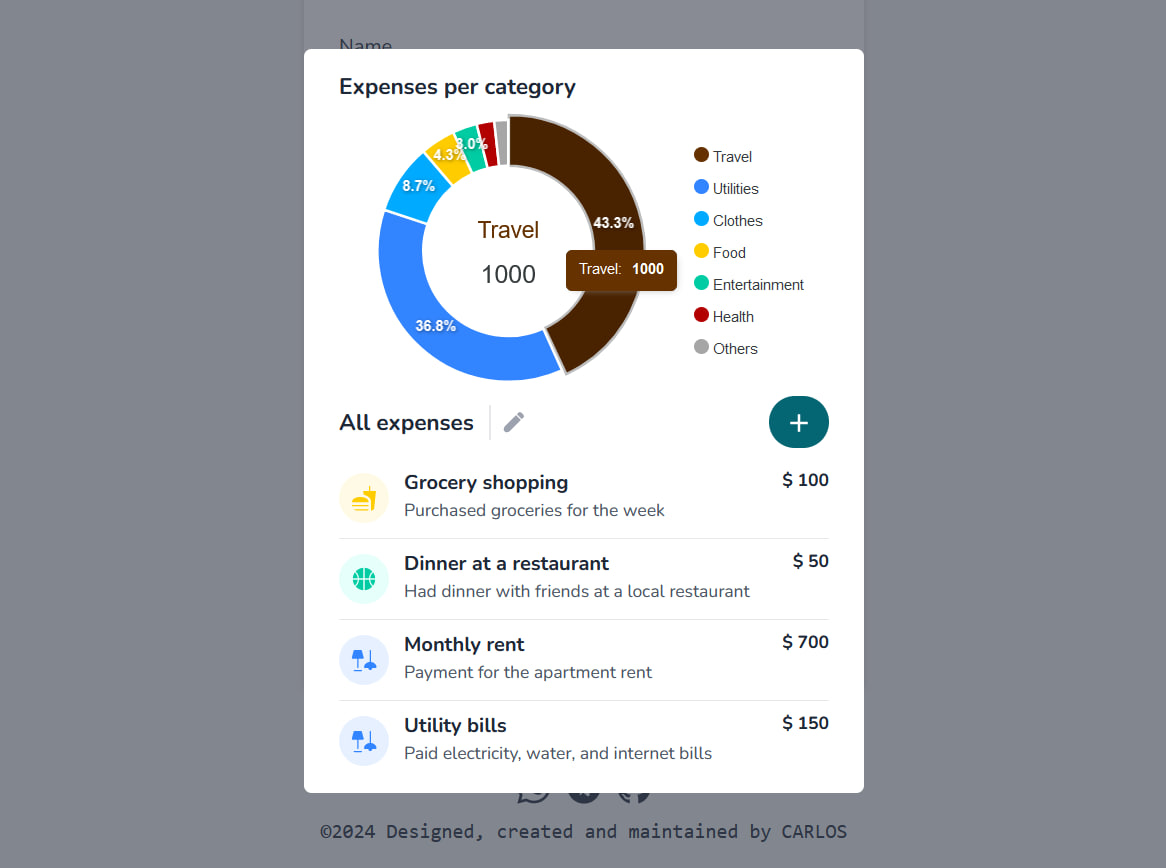 Name
Expenses per category
43.3%
36.8%
8.7%
4.3%
3.0%
Travel
1000
Travel: 1000
Travel
Utilities
Clothes
Food
Entertainment
Health
Others
All expenses
+
Grocery shopping
$ 100
Purchased groceries for the week
Dinner at a restaurant
$ 50
Had dinner with friends at a local restaurant
Monthly rent
$ 700
Payment for the apartment rent
Utility bills
$ 150
Paid electricity, water, and internet bills
©2024 Designed, created and maintained by CARLOS